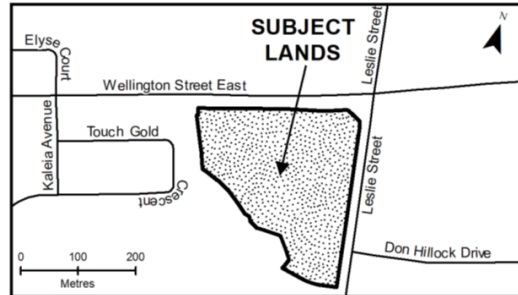 SUBJECT
LANDS
N
Elyse
Court
Leslie Street
Wellington Street East
Kaleia Avenue
Touch Gold
Crescent
Leslie Street
Don Hillock Drive
0 100 200
Metres